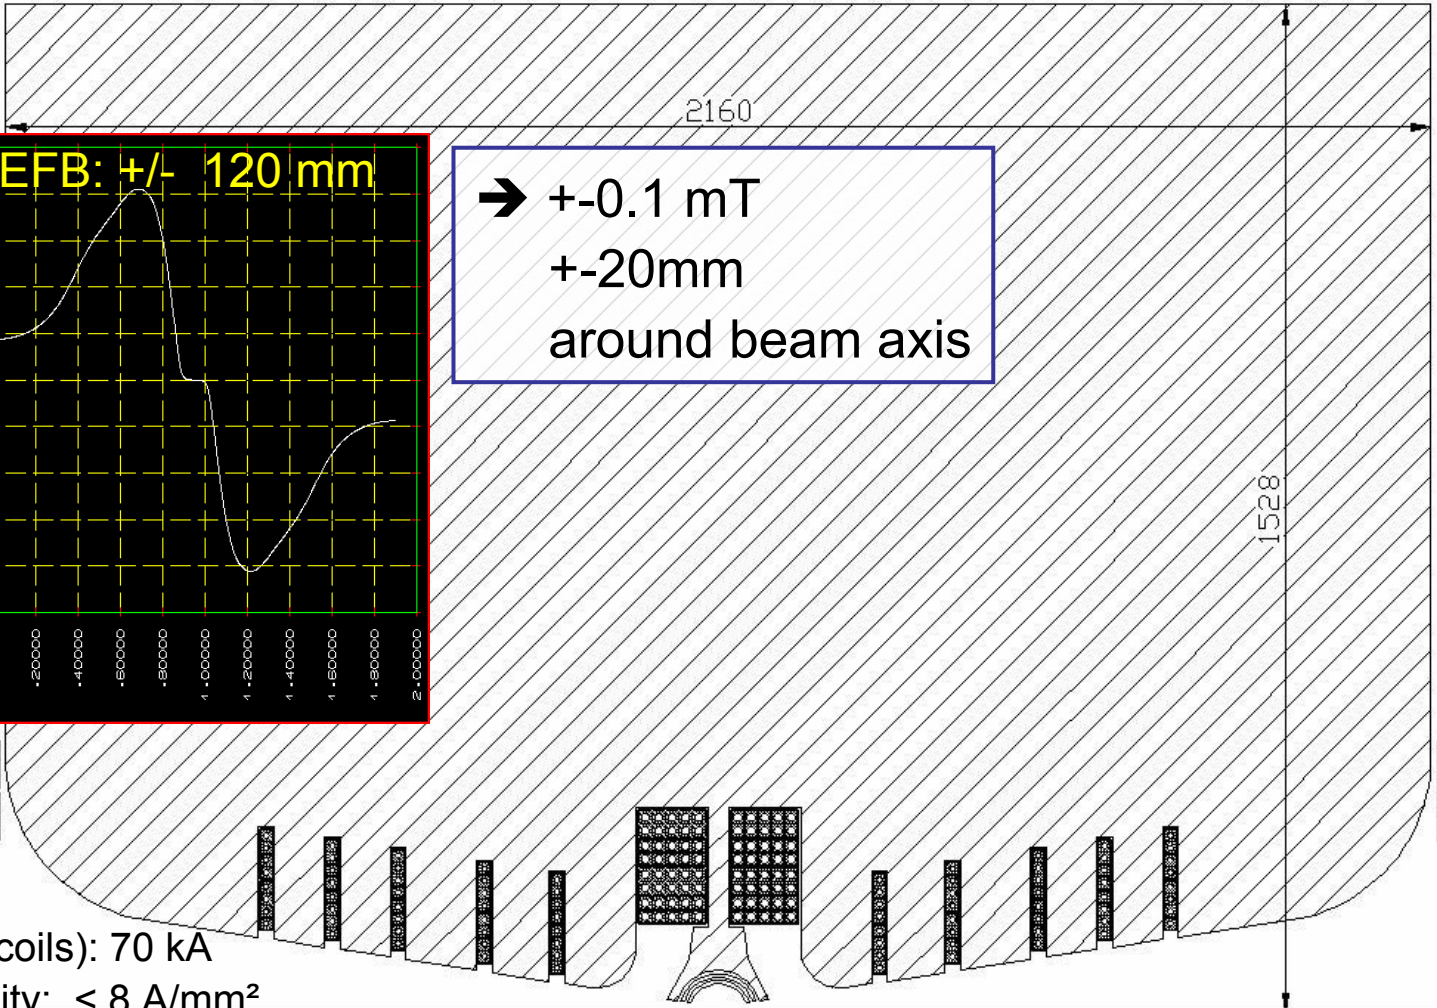 2160
EFB: +/- 120 mm
➔ +-0.1 mT
+-20mm
around beam axis
1528
.20000
.40000
.60000
.80000
1.00000
1.20000
1.40000
1.60000
1.80000
2.00000
coils): 70 kA
ity: < 8 A/mm²